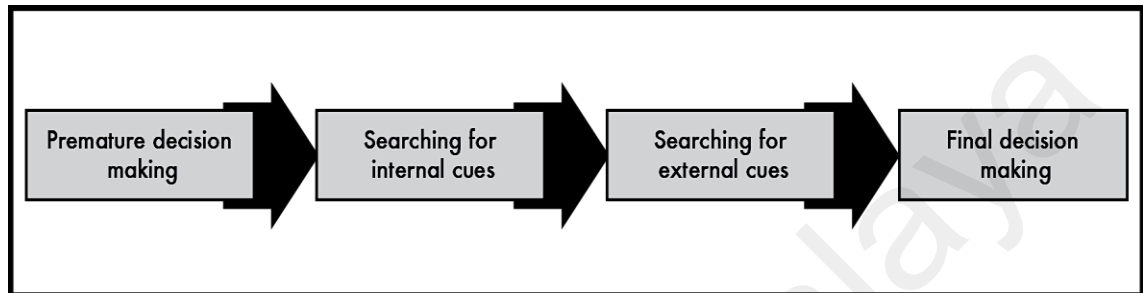 Premature decision
making
Searching for
internal cues
Searching for
external cues
Final decision
making